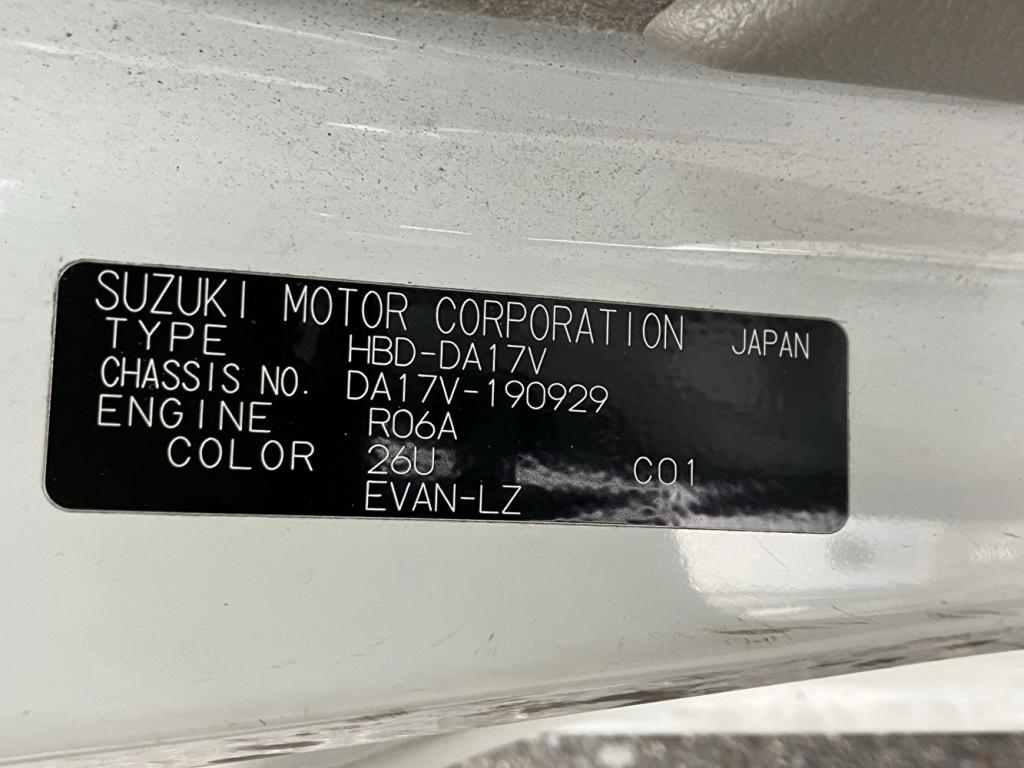 SUZUKI MOTOR CORPORATION JAPAN
TYPE HBD-DA17V
CHASSIS NO. DA17V-190929
ENGINE R06A
COLOR 26U C01
EVAN-LZ